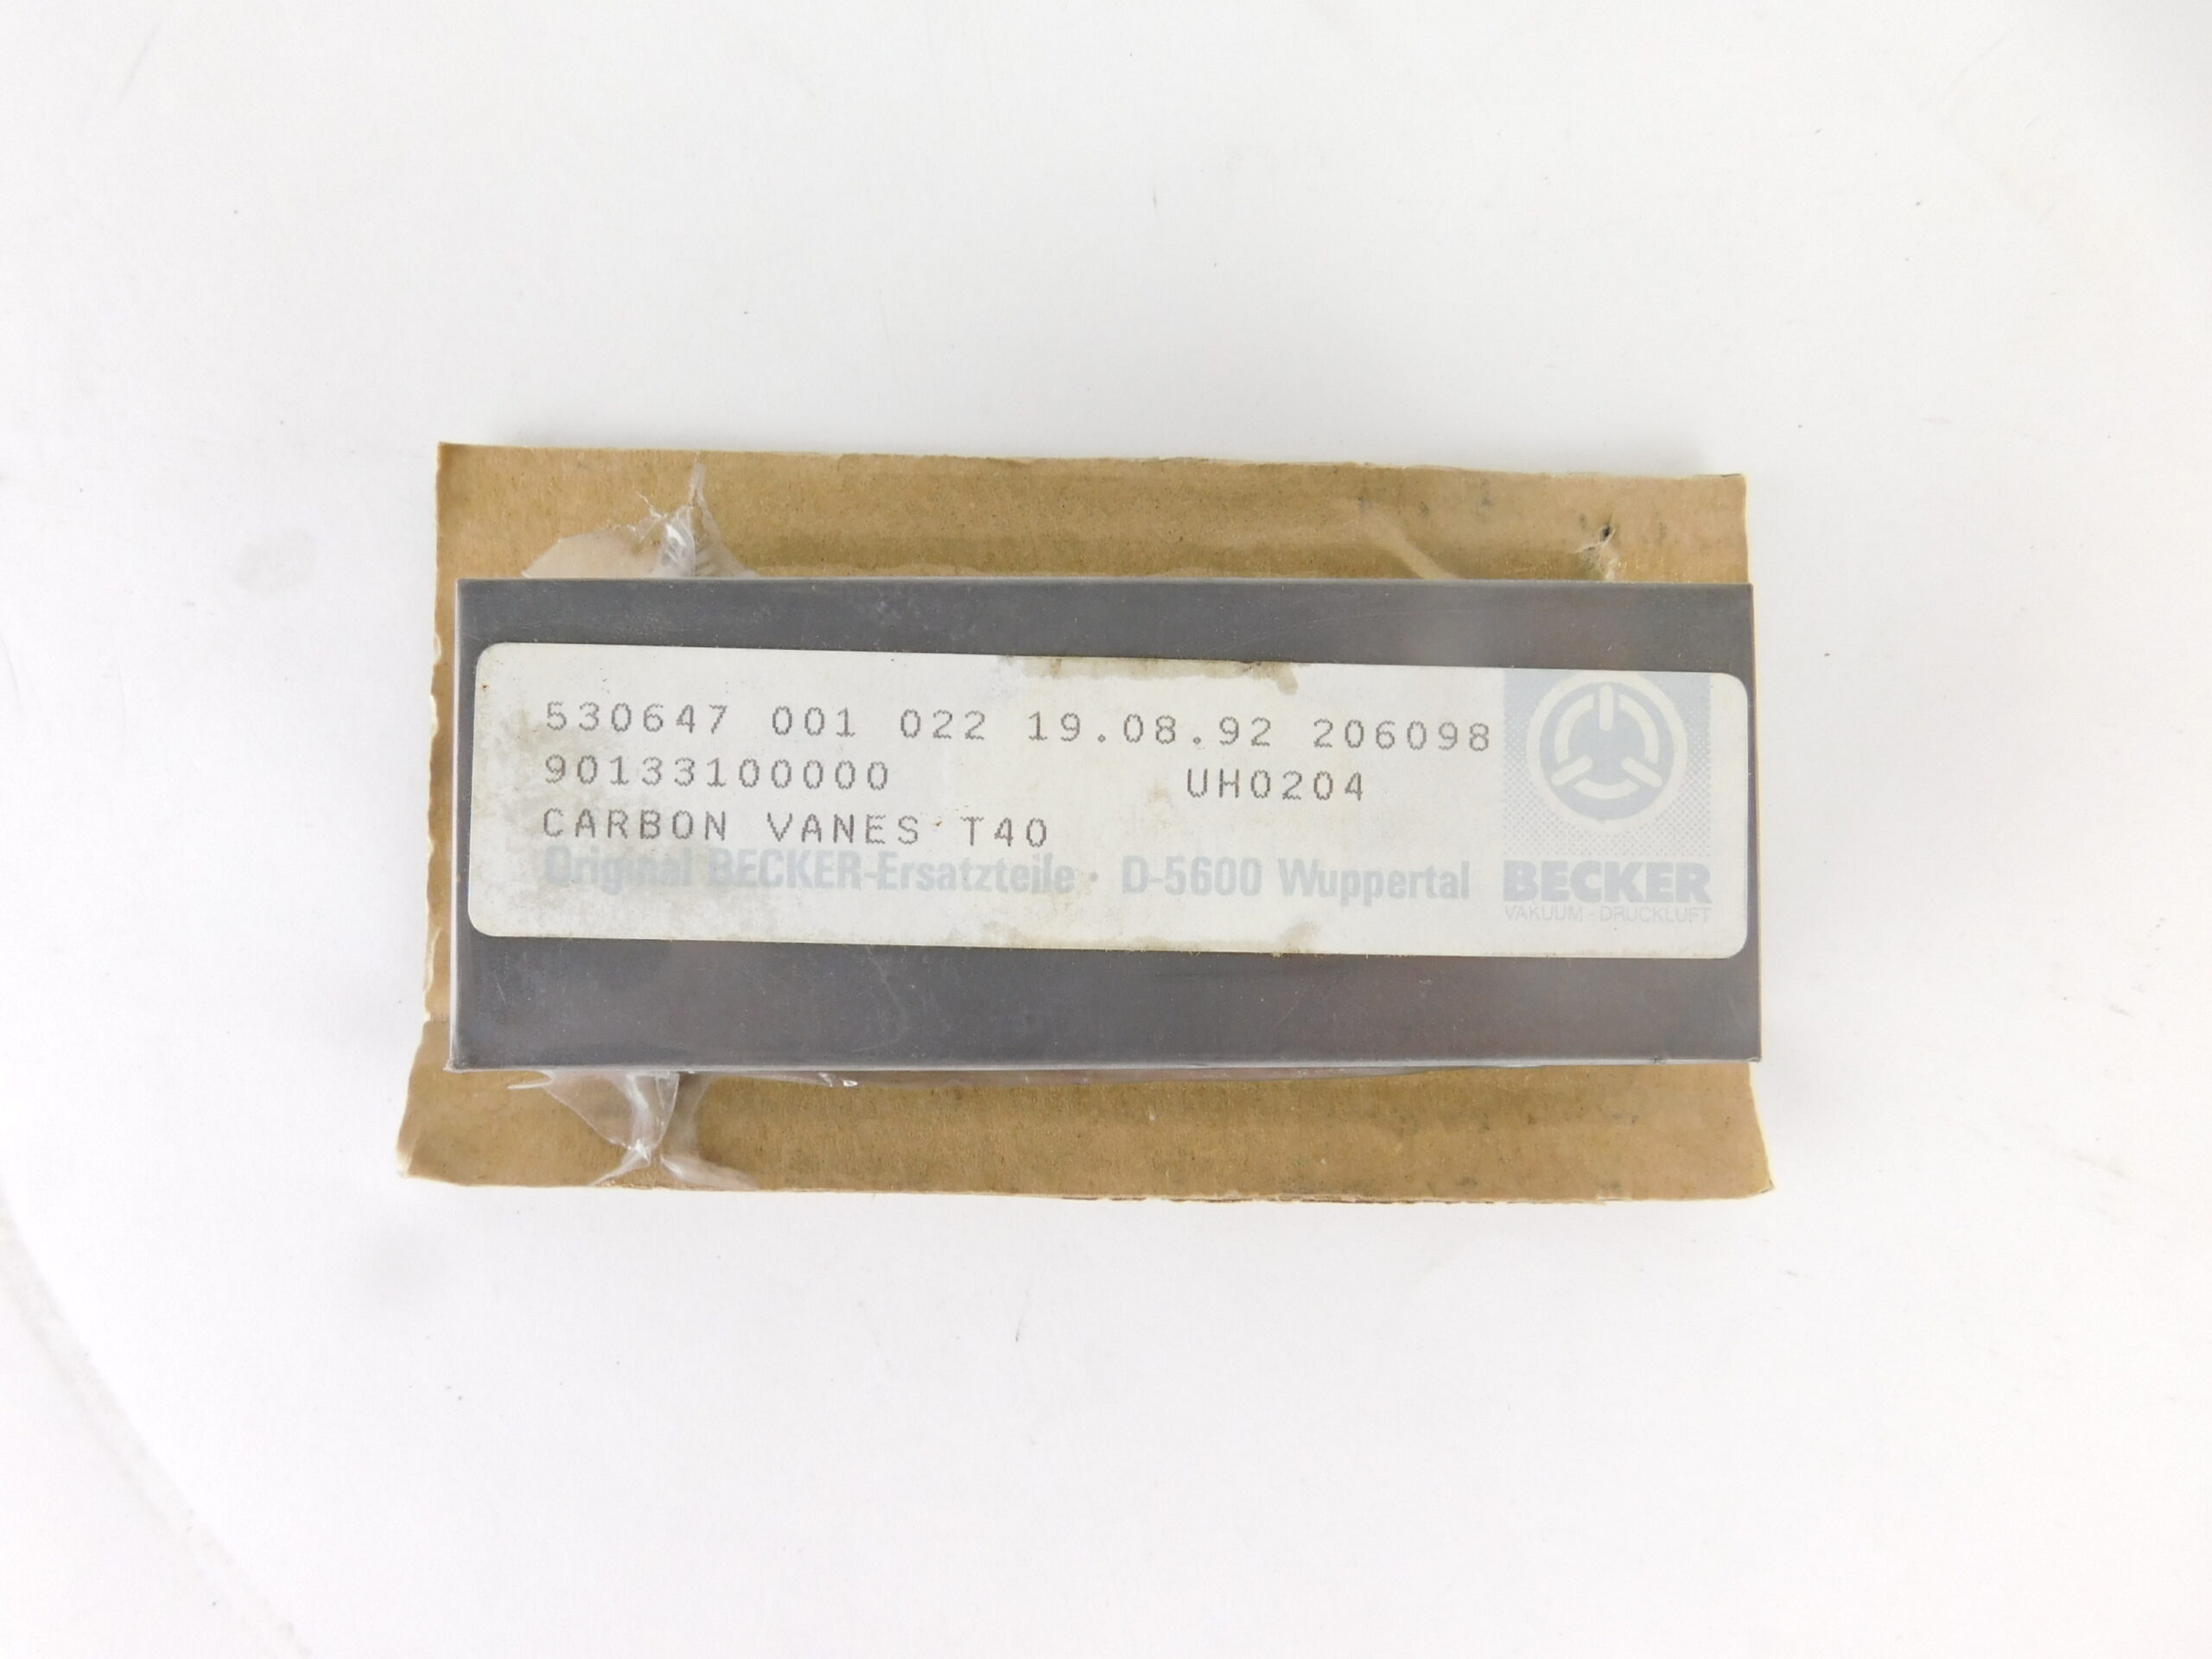 530647 001 022 19.08.92 206098
90133100000 UH0204
CARBON VANES T40
Original BECKER-Ersatzteile · D-5600 Wuppertal
BECKER
VAKUUM - DRUCKLUFT